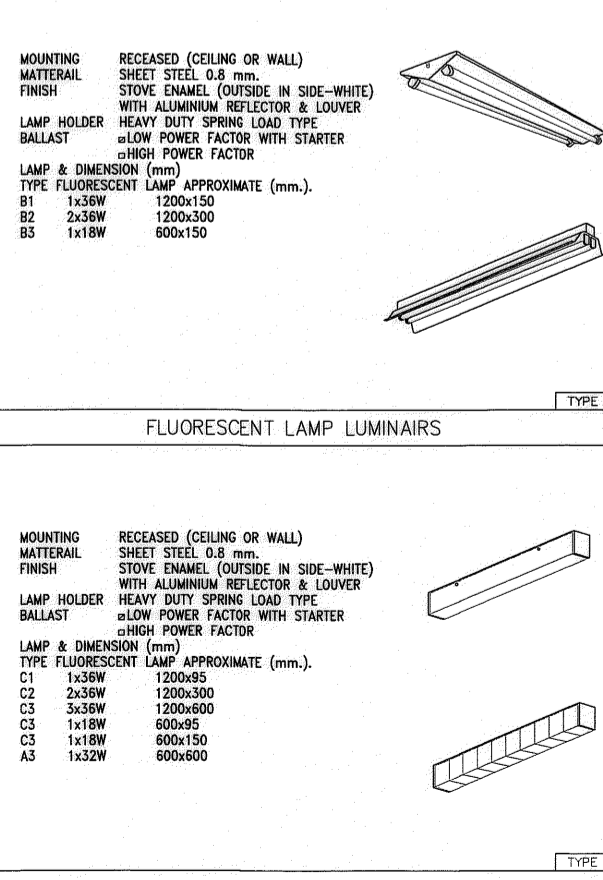 MOUNTING RECEASED (CEILING OR WALL)
MATTERAIL SHEET STEEL 0.8 mm.
FINISH STOVE ENAMEL (OUTSIDE IN SIDE-WHITE)
WITH ALUMINIUM REFLECTOR & LOUVER
LAMP HOLDER HEAVY DUTY SPRING LOAD TYPE
BALLAST ☑LOW POWER FACTOR WITH STARTER
☐HIGH POWER FACTOR
LAMP & DIMENSION (mm)
TYPE FLUORESCENT LAMP APPROXIMATE (mm.).
B1 1x36W 1200x150
B2 2x36W 1200x300
B3 1x18W 600x150
TYPE
FLUORESCENT LAMP LUMINAIRS
MOUNTING RECEASED (CEILING OR WALL)
MATTERAIL SHEET STEEL 0.8 mm.
FINISH STOVE ENAMEL (OUTSIDE IN SIDE-WHITE)
WITH ALUMINIUM REFLECTOR & LOUVER
LAMP HOLDER HEAVY DUTY SPRING LOAD TYPE
BALLAST ☑LOW POWER FACTOR WITH STARTER
☐HIGH POWER FACTOR
LAMP & DIMENSION (mm)
TYPE FLUORESCENT LAMP APPROXIMATE (mm.).
C1 1x36W 1200x95
C2 2x36W 1200x300
C3 3x36W 1200x600
C3 1x18W 600x95
C3 1x18W 600x150
A3 1x32W 600x600
TYPE